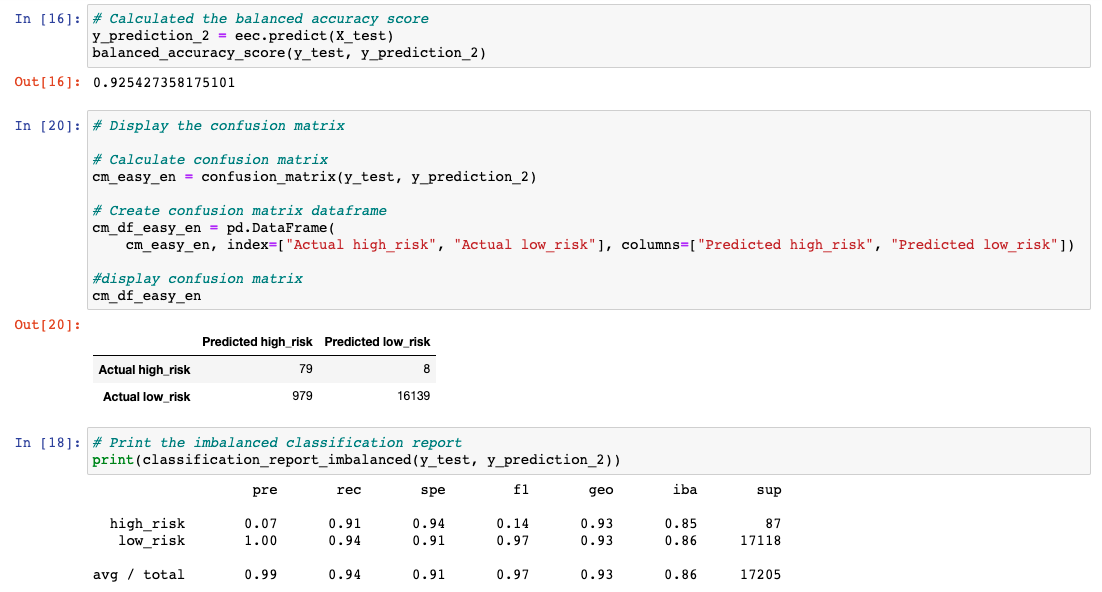 In [16]: # Calculated the balanced accuracy score
y_prediction_2 = eec.predict(X_test)
balanced_accuracy_score(y_test, y_prediction_2)
Out[16]: 0.925427358175101
In [20]: # Display the confusion matrix
# Calculate confusion matrix
cm_easy_en = confusion_matrix(y_test, y_prediction_2)
# Create confusion matrix dataframe
cm_df_easy_en = pd.DataFrame(
    cm_easy_en, index=["Actual high_risk", "Actual low_risk"], columns=["Predicted high_risk", "Predicted low_risk"])
#display confusion matrix
cm_df_easy_en
Out[20]:
Predicted high_risk Predicted low_risk
Actual high_risk 79 8
Actual low_risk 979 16139
In [18]: # Print the imbalanced classification report
print(classification_report_imbalanced(y_test, y_prediction_2))
pre rec spe f1 geo iba sup
high_risk 0.07 0.91 0.94 0.14 0.93 0.85 87
low_risk 1.00 0.94 0.91 0.97 0.93 0.86 17118
avg / total 0.99 0.94 0.91 0.97 0.93 0.86 17205